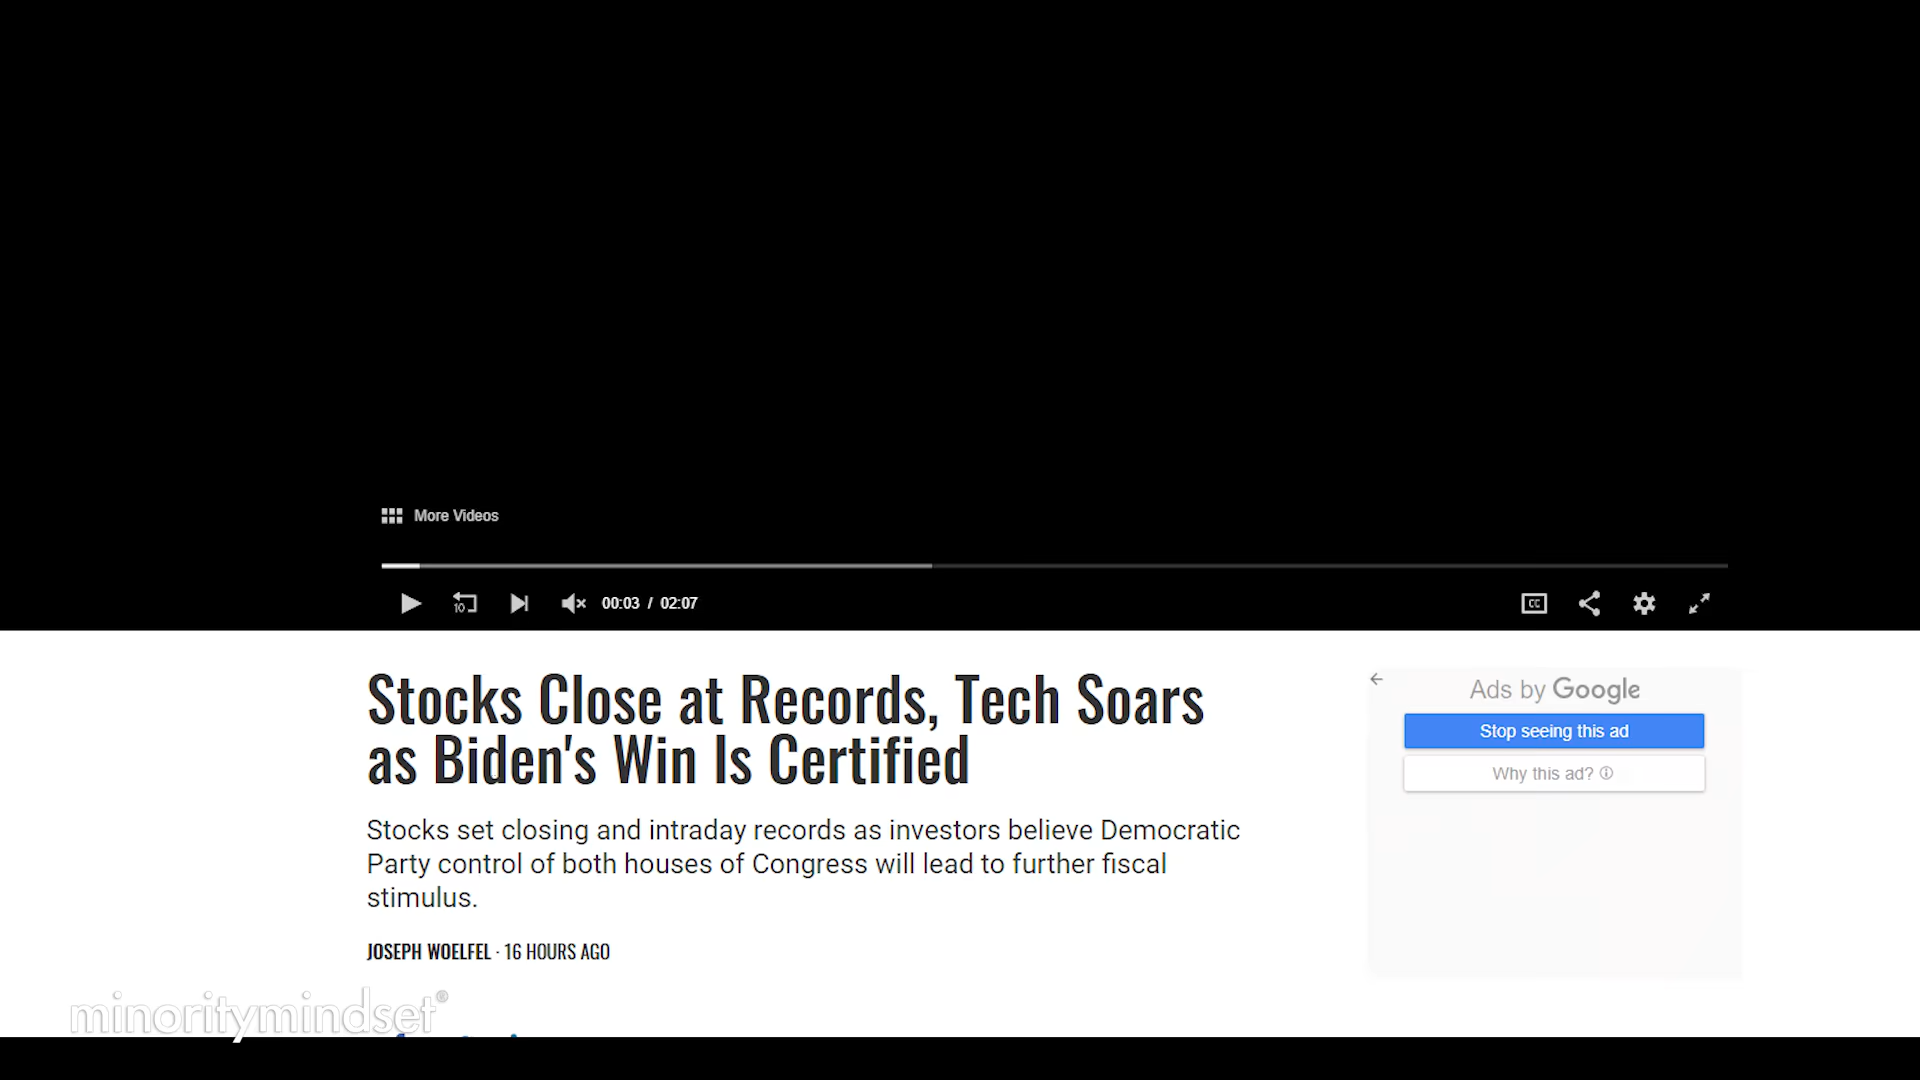 More Videos
10
00:03 / 02:07
CC
Stocks Close at Records, Tech Soars
as Biden's Win Is Certified
Stocks set closing and intraday records as investors believe Democratic
Party control of both houses of Congress will lead to further fiscal
stimulus.
JOSEPH WOELFEL · 16 HOURS AGO
Ads by Google
Stop seeing this ad
Why this ad?
minoritymindset®